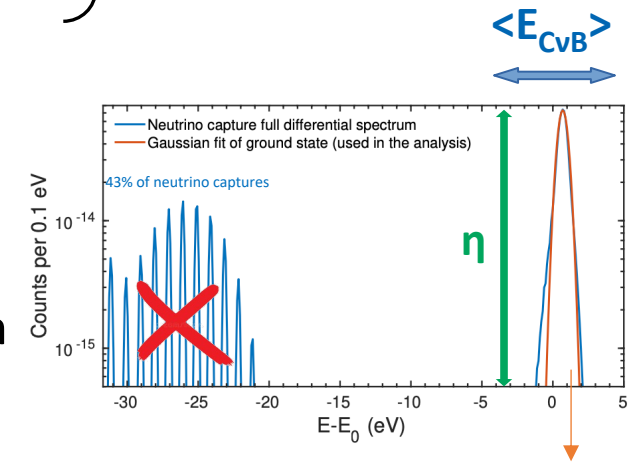 <E_CνB>
Neutrino capture full differential spectrum
Gaussian fit of ground state (used in the analysis)
43% of neutrino captures
η
Counts per 0.1 eV
10^-14
10^-15
-30 -25 -20 -15 -10 -5 0 5
E-E_0 (eV)